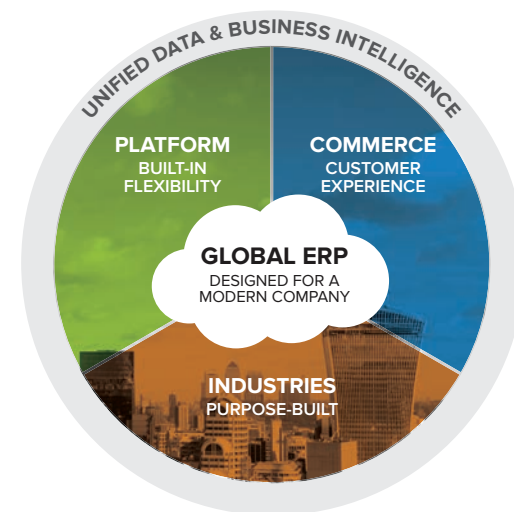 UNIFIED DATA & BUSINESS INTELLIGENCE
PLATFORM
BUILT-IN
FLEXIBILITY
COMMERCE
CUSTOMER
EXPERIENCE
GLOBAL ERP
DESIGNED FOR A
MODERN COMPANY
INDUSTRIES
PURPOSE-BUILT